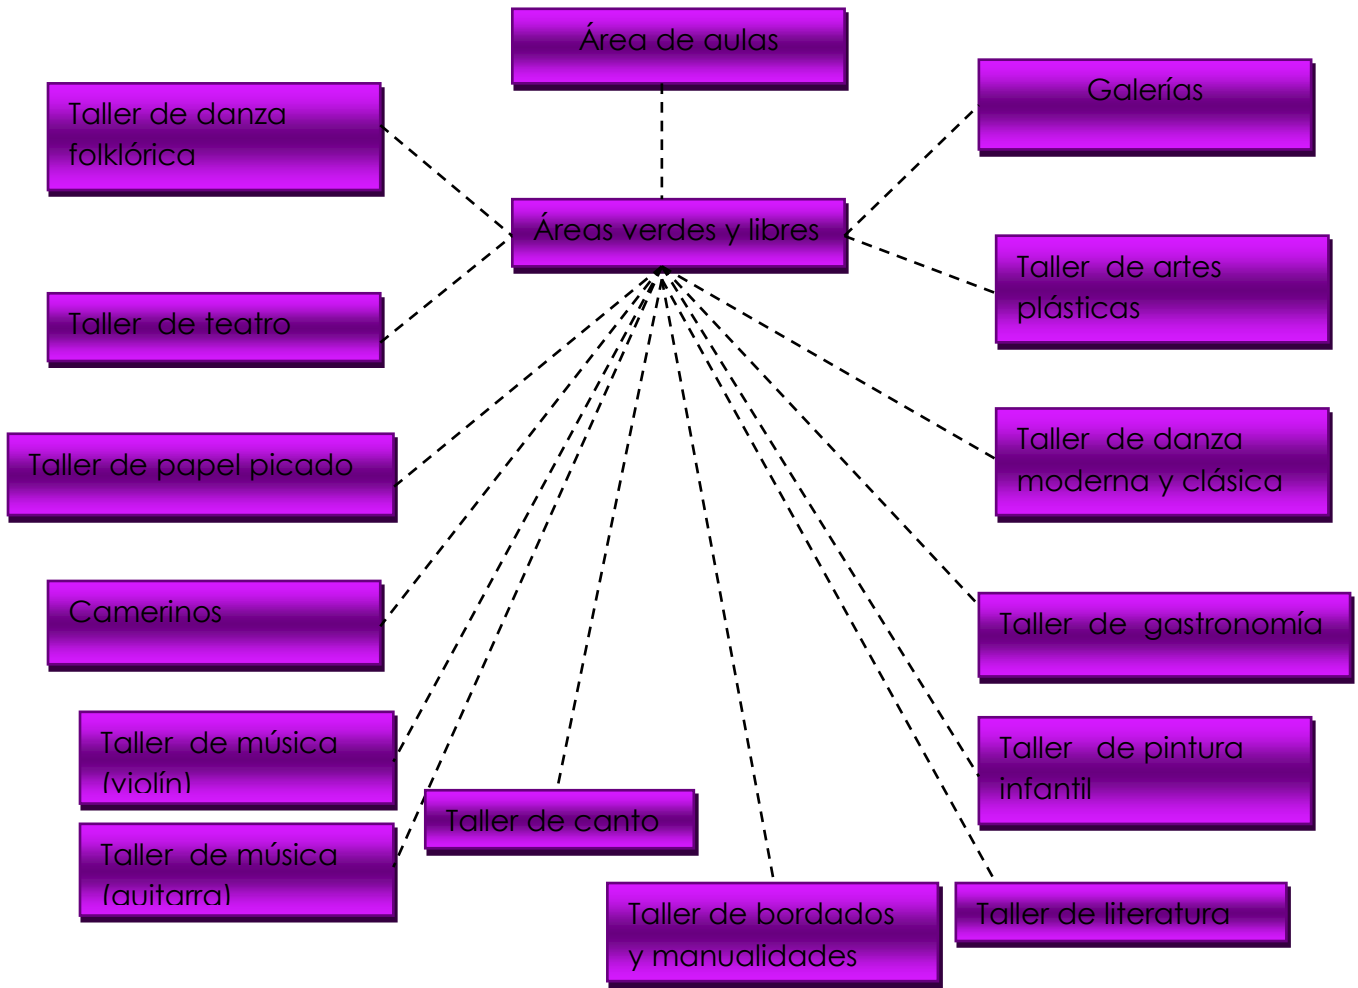 Área de aulas
Galerías
Taller de danza
folklórica
Áreas verdes y libres
Taller de artes
plásticas
Taller de teatro
Taller de danza
moderna y clásica
Taller de papel picado
Camerinos
Taller de gastronomía
Taller de música
(violín)
Taller de pintura
infantil
Taller de canto
Taller de música
(guitarra)
Taller de bordados
y manualidades
Taller de literatura